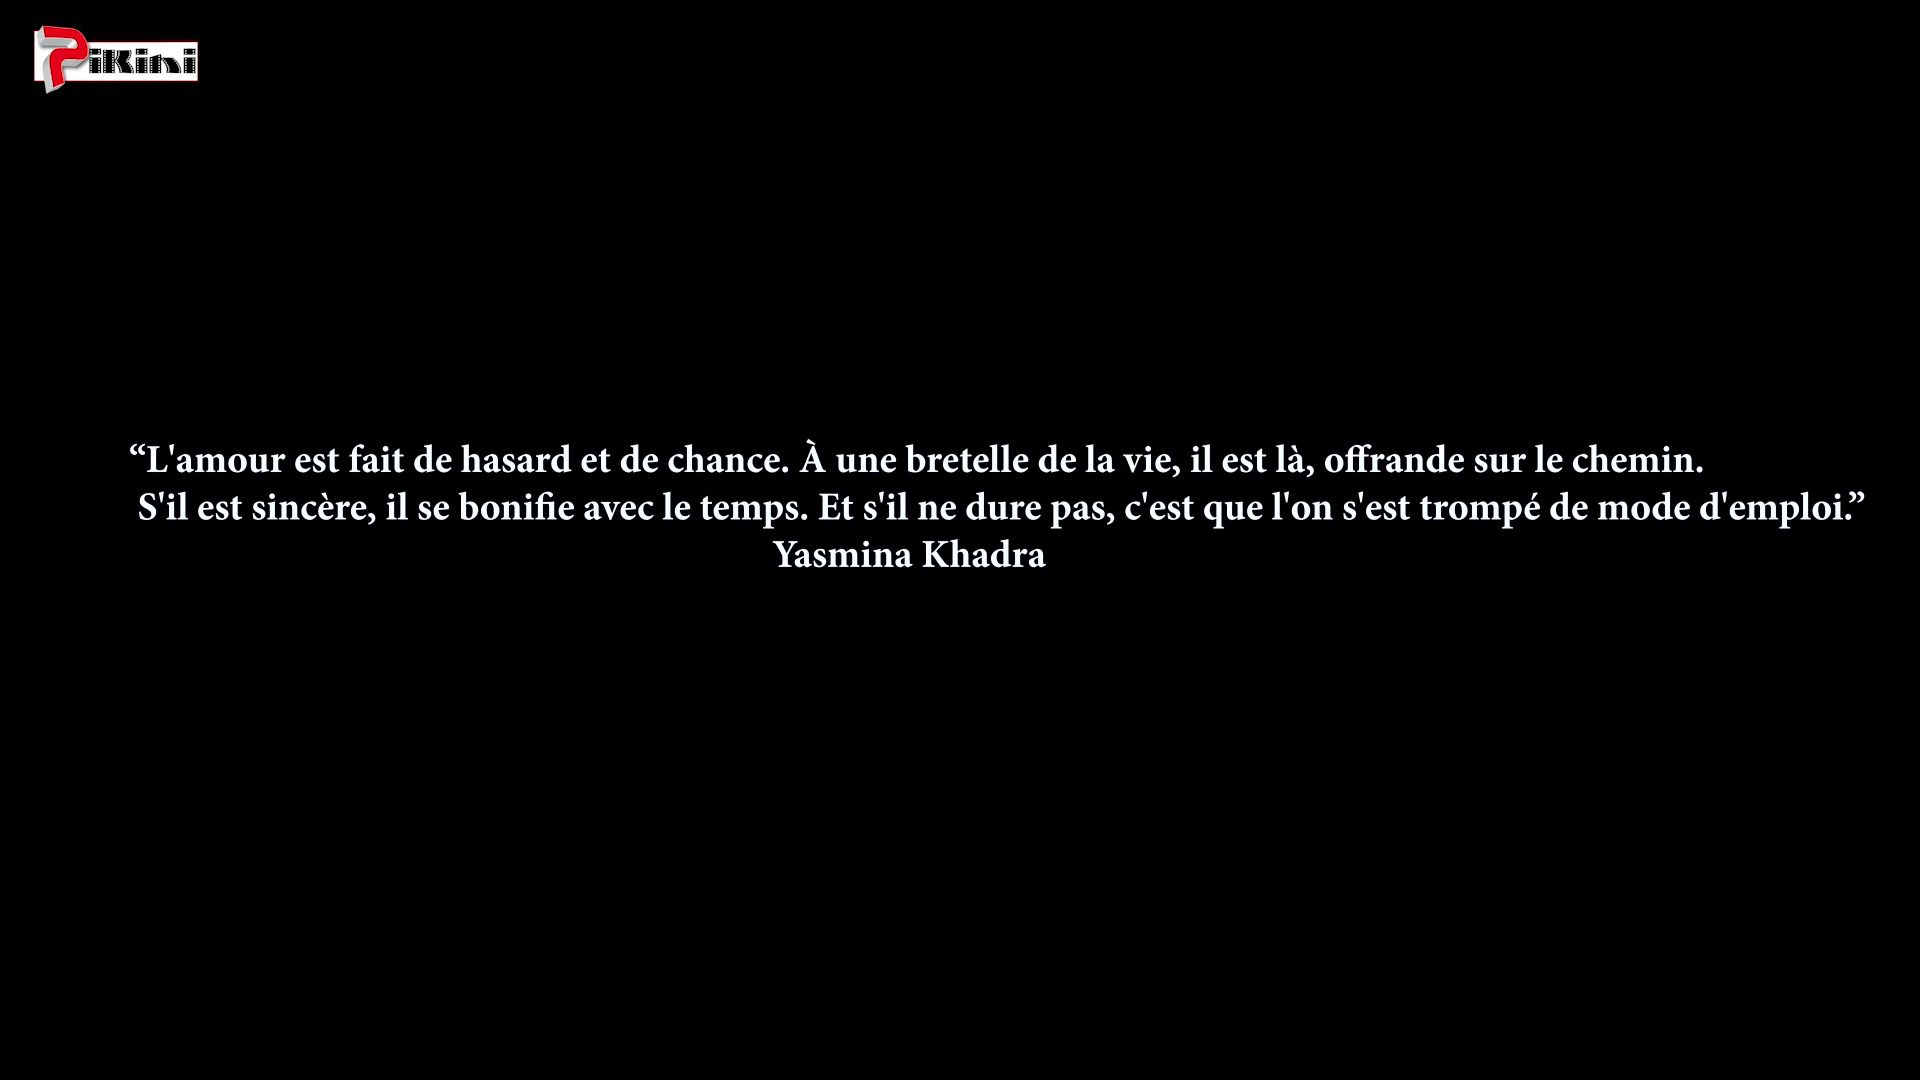 Pikini
“L'amour est fait de hasard et de chance. À une bretelle de la vie, il est là, offrande sur le chemin.
S'il est sincère, il se bonifie avec le temps. Et s'il ne dure pas, c'est que l'on s'est trompé de mode d'emploi.”
Yasmina Khadra